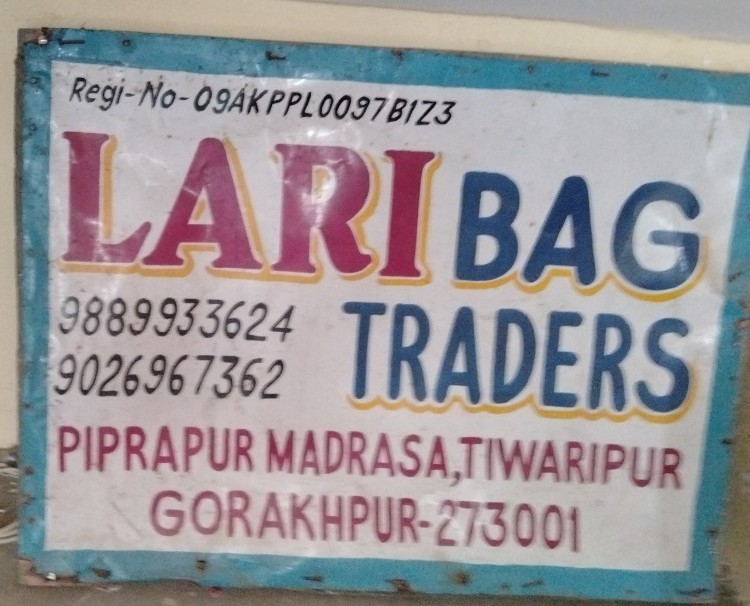 Regi-No-09AKPPL0097B1Z3
LARI BAG
9889933624 TRADERS
9026967362
PIPRAPUR MADRASA,TIWARIPUR
GORAKHPUR-273001